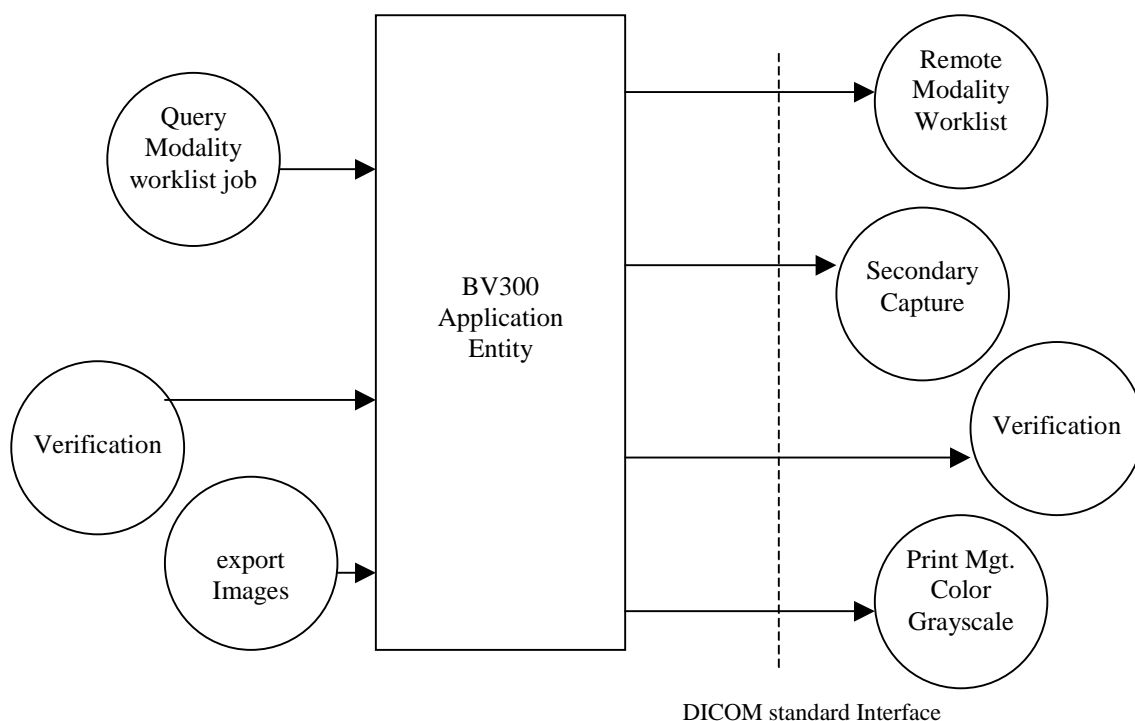 Query
Modality
worklist job
Verification
export
Images
BV300
Application
Entity
Remote
Modality
Worklist
Secondary
Capture
Verification
Print Mgt.
Color
Grayscale
DICOM standard Interface